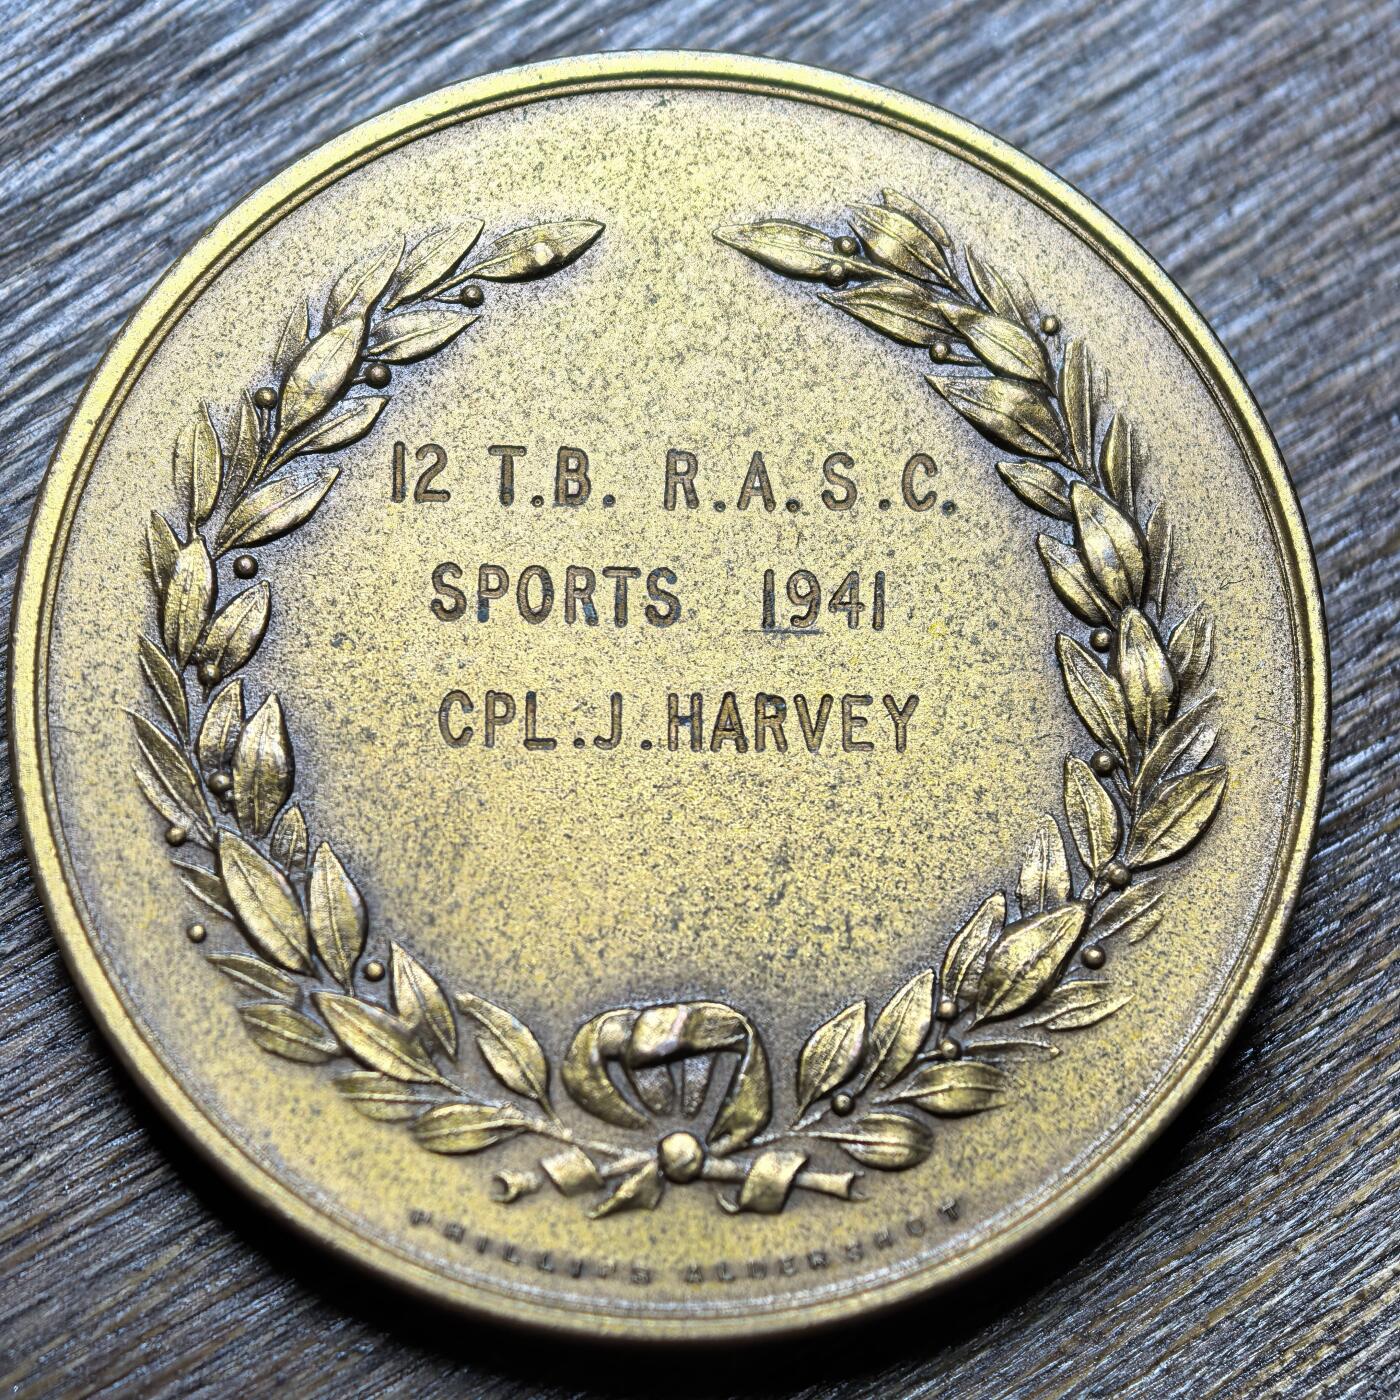 12 T.B. R.A.S.C.
SPORTS 1941
CPL.J.HARVEY
PHILLIPS ALDERSHOT